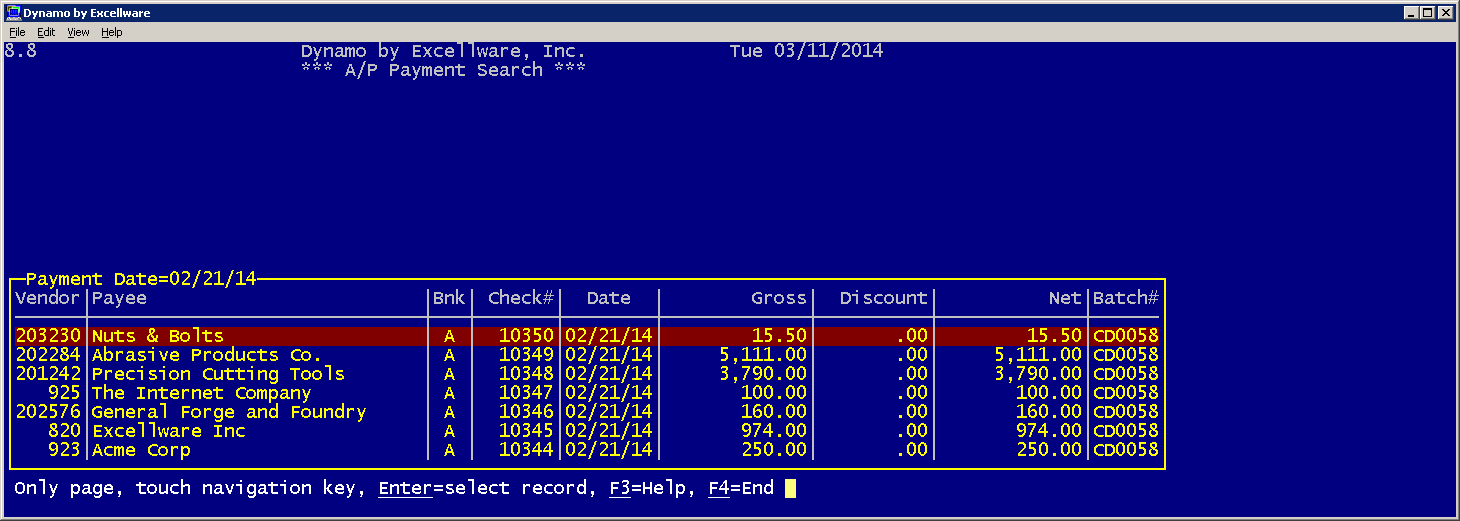 Dynamo by Excellware
File Edit View Help
8.8 Dynamo by Excellware, Inc. Tue 03/11/2014
*** A/P Payment Search ***
Payment Date=02/21/14
Vendor Payee Bnk Check# Date Gross Discount Net Batch#
203230 Nuts & Bolts A 10350 02/21/14 15.50 .00 15.50 CD0058
202284 Abrasive Products Co. A 10349 02/21/14 5,111.00 .00 5,111.00 CD0058
201242 Precision Cutting Tools A 10348 02/21/14 3,790.00 .00 3,790.00 CD0058
925 The Internet Company A 10347 02/21/14 100.00 .00 100.00 CD0058
202576 General Forge and Foundry A 10346 02/21/14 160.00 .00 160.00 CD0058
820 Excellware Inc A 10345 02/21/14 974.00 .00 974.00 CD0058
923 Acme Corp A 10344 02/21/14 250.00 .00 250.00 CD0058
Only page, touch navigation key, Enter=select record, F3=Help, F4=End